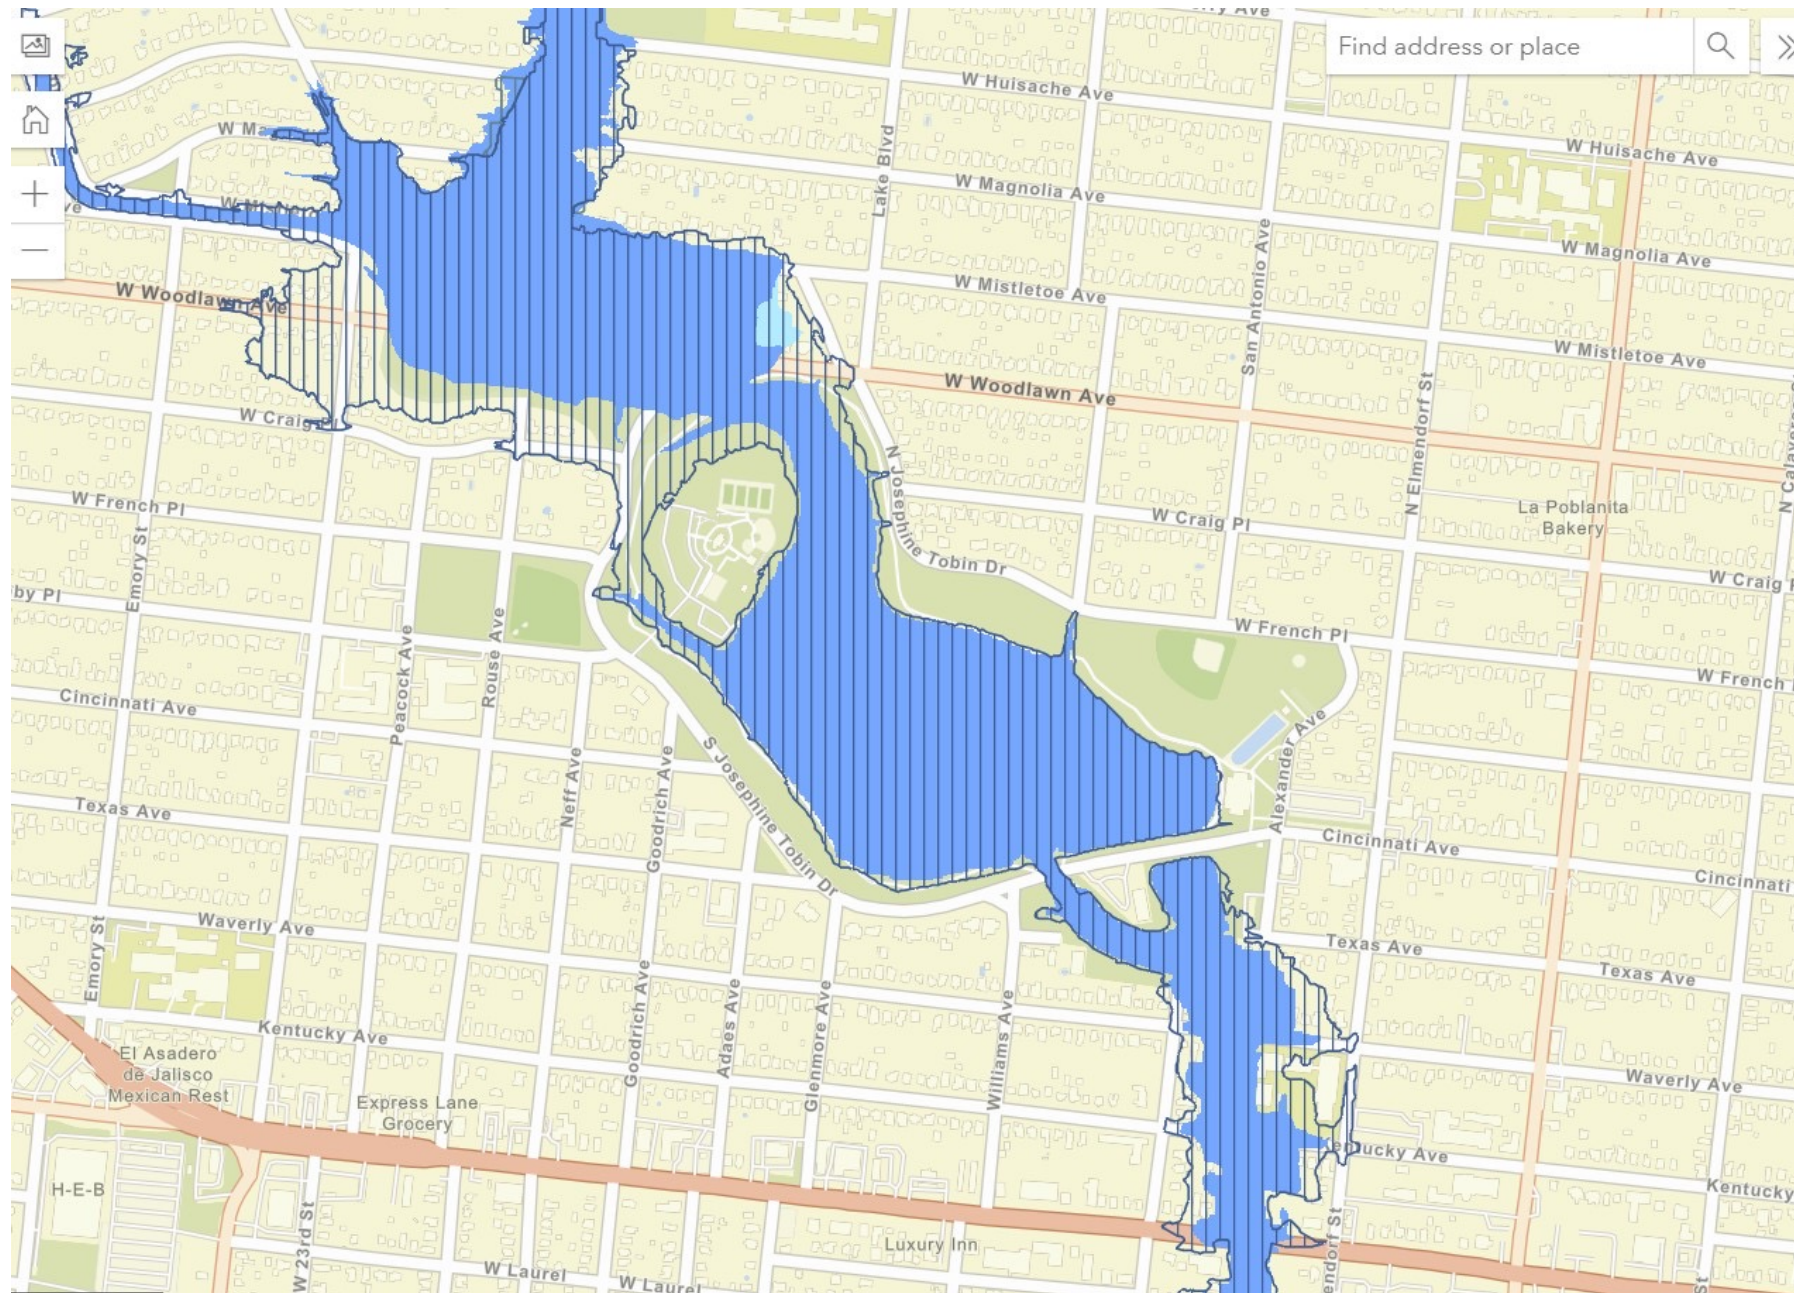 Find address or place
W Huisache Ave
W Huisache Ave
Lake Blvd
W Magnolia Ave
W Magnolia Ave
San Antonio Ave
W Woodlawn Ave
W Mistletoe Ave
W Mistletoe Ave
W Woodlawn Ave
N Elmendorf St
W Craig Pl
N Josephine Tobin Dr
W French Pl
W Craig Pl
La Poblanita
Bakery
Emory St
W French Pl
W French
Peacock Ave
Rouse Ave
Cincinnati Ave
S Josephine Tobin Dr
Neff Ave
Goodrich Ave
Alexander Ave
Texas Ave
Cincinnati Ave
Cincinnati
Waverly Ave
Emory St
Texas Ave
Texas Ave
Goodrich Ave
Adaes Ave
Glenmore Ave
Williams Ave
Kentucky Ave
El Asadero
de Jalisco
Mexican Rest
Express Lane
Grocery
Waverly Ave
H-E-B
Kentucky
W 23rd St
Luxury Inn
W Laurel
W Laurel